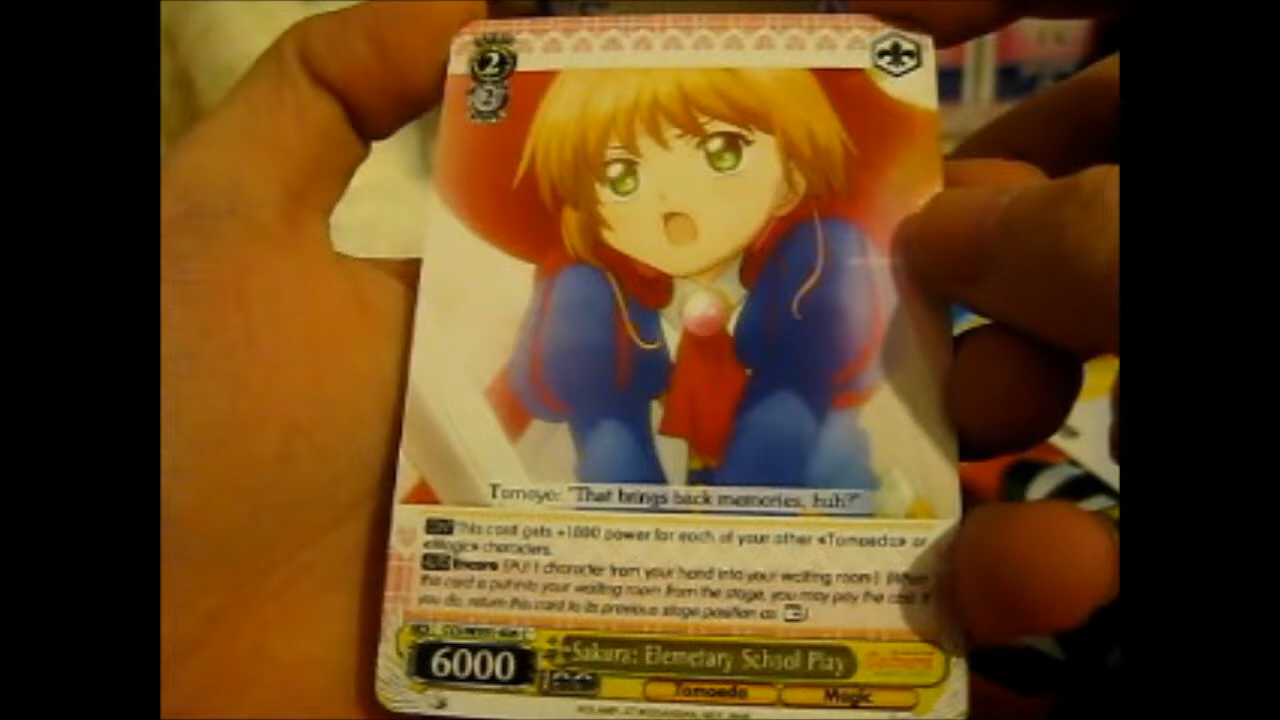 2
2
Tomoyo: "That brings back memories, huh?"
This card gets +1000 power for each of your other «Tomoeda» or
«Magic» characters.
Encore [Put 1 character from your hand into your waiting room] (When
this card is put into your waiting room from the stage, you may pay the cost. If
you do, return this card to its previous stage position as
6000
Sakura: Elemetary School Play
Tomoeda
Magic